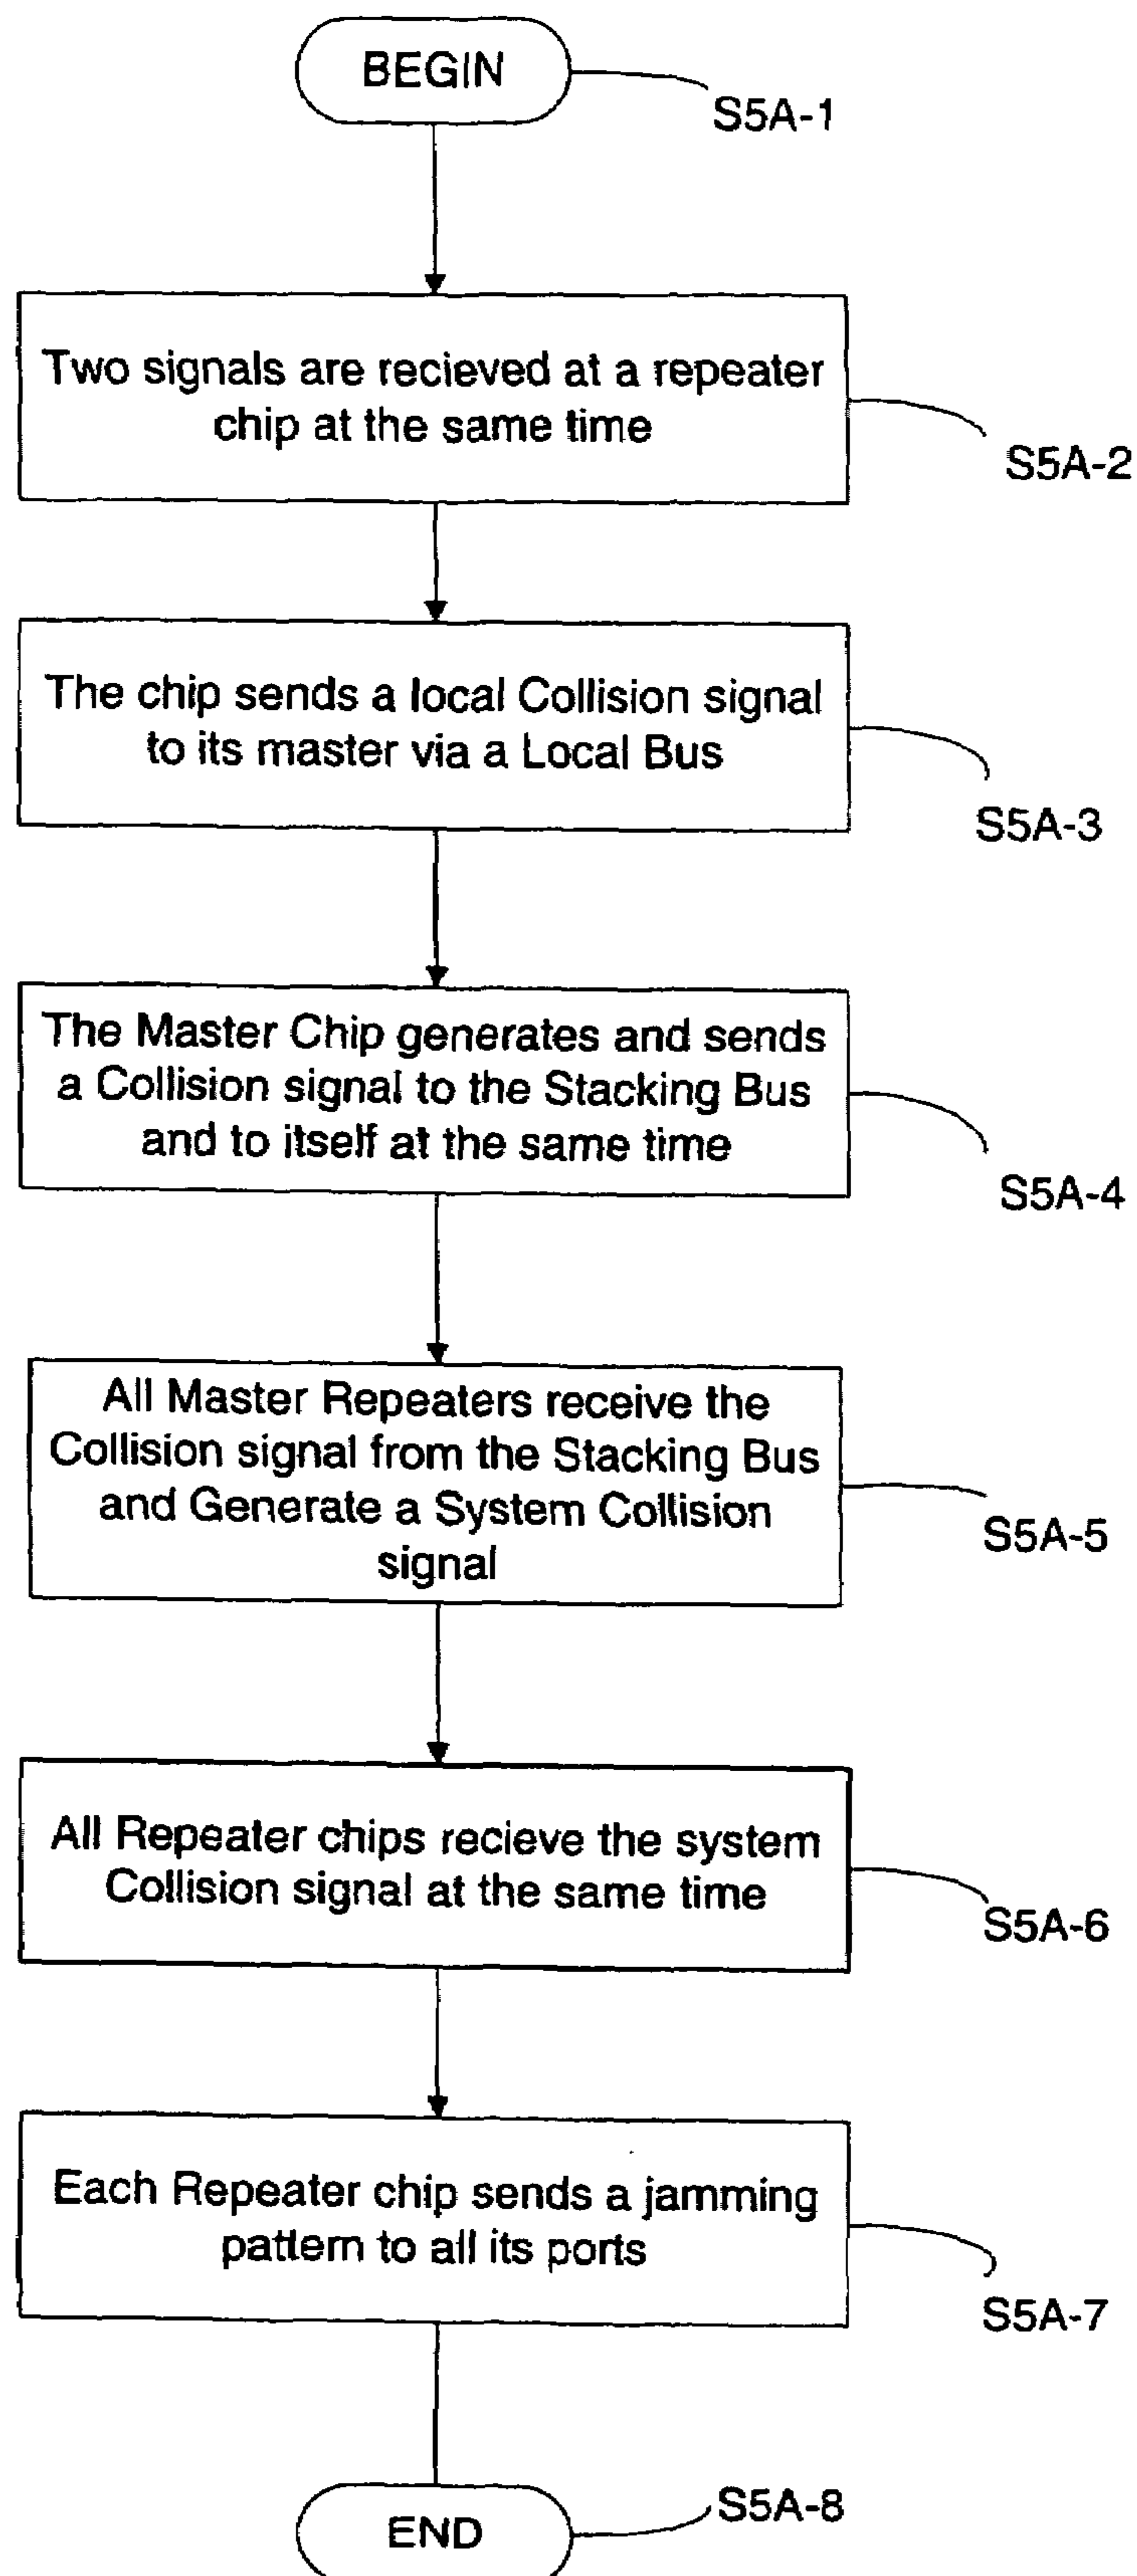 BEGIN
S5A-1
Two signals are recieved at a repeater
chip at the same time
S5A-2
The chip sends a local Collision signal
to its master via a Local Bus
S5A-3
The Master Chip generates and sends
a Collision signal to the Stacking Bus
and to itself at the same time
S5A-4
All Master Repeaters receive the
Collision signal from the Stacking Bus
and Generate a System Collision
signal
S5A-5
All Repeater chips recieve the system
Collision signal at the same time
S5A-6
Each Repeater chip sends a jamming
pattern to all its ports
S5A-7
END
S5A-8